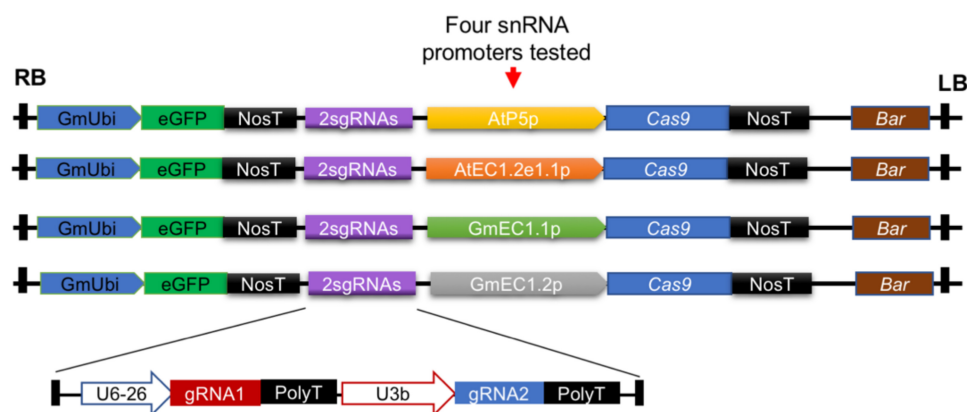 Four snRNA
promoters tested
RB
LB
GmUbi eGFP NosT 2sgRNAs AtP5p Cas9 NosT Bar
GmUbi eGFP NosT 2sgRNAs AtEC1.2e1.1p Cas9 NosT Bar
GmUbi eGFP NosT 2sgRNAs GmEC1.1p Cas9 NosT Bar
GmUbi eGFP NosT 2sgRNAs GmEC1.2p Cas9 NosT Bar
U6-26 gRNA1 PolyT U3b gRNA2 PolyT